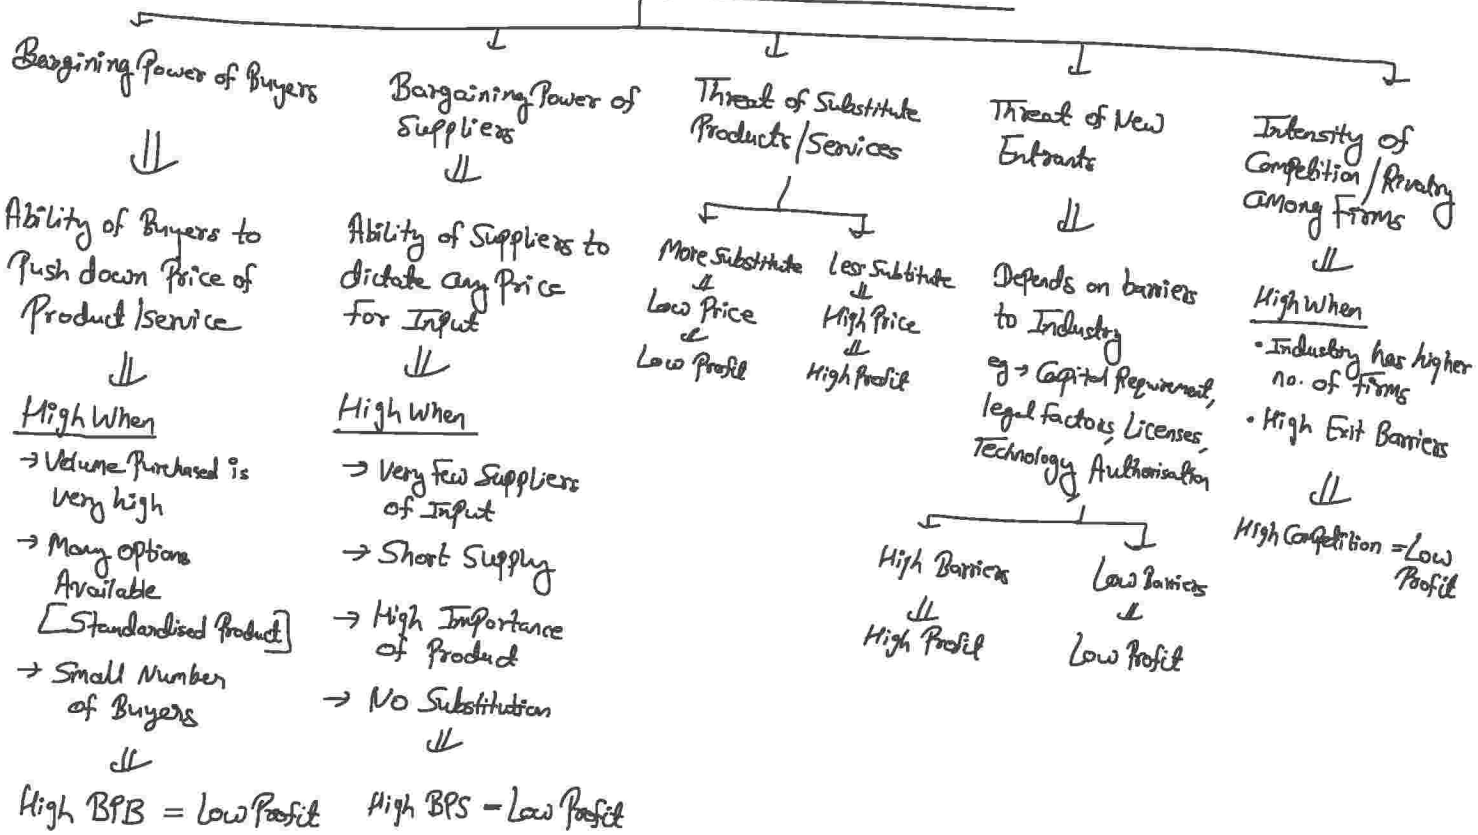 Bargining Power of Buyers
⇓
Ability of Buyers to
Push down Price of
Product/service
⇓
High When
→ Volume Purchased is
very high
→ Many options
Available
[Standardised Product]
→ Small Number
of Buyers
⇓
High BPB = Low Profit
Bargaining Power of
Suppliers
⇓
Ability of Suppliers to
dictate any Price
for Input
⇓
High When
→ Very few Suppliers
of Input
→ Short Supply
→ High Importance
of Product
→ No Substitution
⇓
High BPS = Low Profit
Threat of Substitute
Products/Services
More Substitute
⇓
Low Price
⇓
Low Profit
Less Subtitute
⇓
High Price
⇓
High Profit
Threat of New
Entrants
⇓
Depends on barriers
to Industry
eg → Capital Requirement,
legal factors, Licenses,
Technology Authorisation
High Barriers
⇓
High Profit
Low Barriers
⇓
Low Profit
Intensity of
Competition/Rivalry
among Firms
⇓
High When
• Industry has higher
no. of firms
• High Exit Barriers
⇓
High Competition = Low
Profit